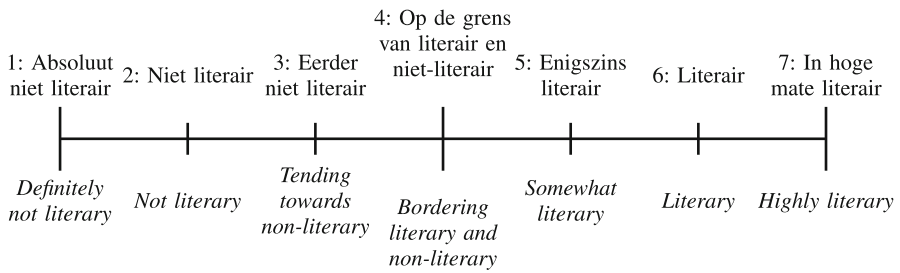 1: Absoluut
niet literair
2: Niet literair
3: Eerder
niet literair
4: Op de grens
van literair en
niet-literair
5: Enigszins
literair
6: Literair
7: In hoge
mate literair
Definitely
not literary
Not literary
Tending
towards
non-literary
Bordering
literary and
non-literary
Somewhat
literary
Literary
Highly literary